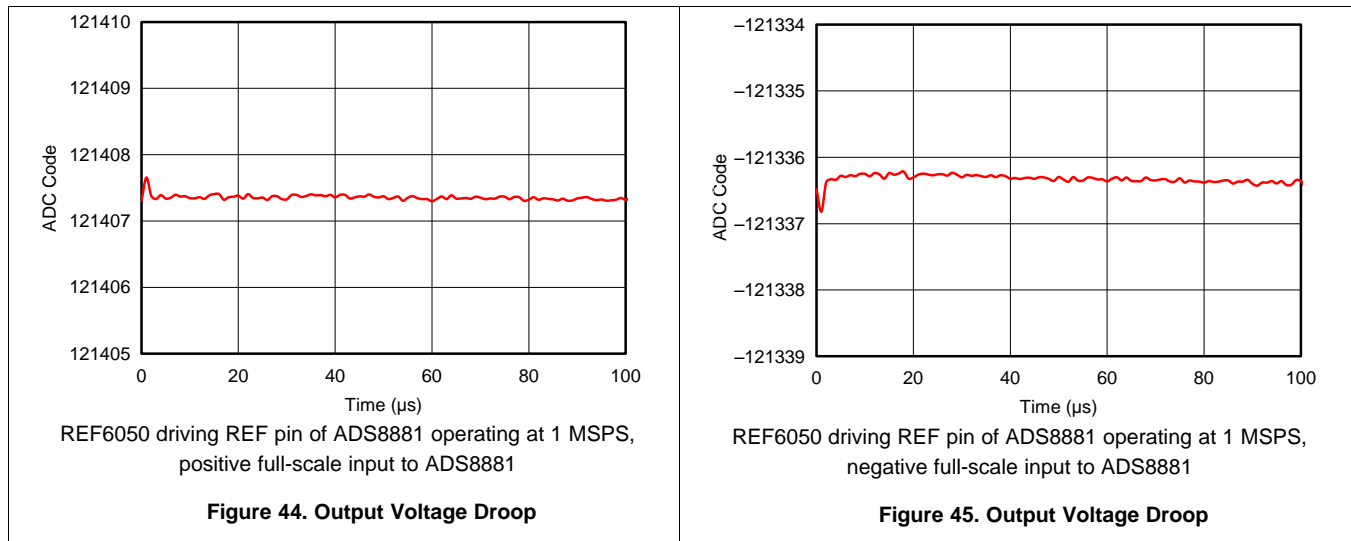 121410
121409
121408
121407
121406
121405
ADC Code
0 20 40 60 80 100
Time (µs)
REF6050 driving REF pin of ADS8881 operating at 1 MSPS,
positive full-scale input to ADS8881
Figure 44. Output Voltage Droop
–121334
–121335
–121336
–121337
–121338
–121339
ADC Code
0 20 40 60 80 100
Time (µs)
REF6050 driving REF pin of ADS8881 operating at 1 MSPS,
negative full-scale input to ADS8881
Figure 45. Output Voltage Droop